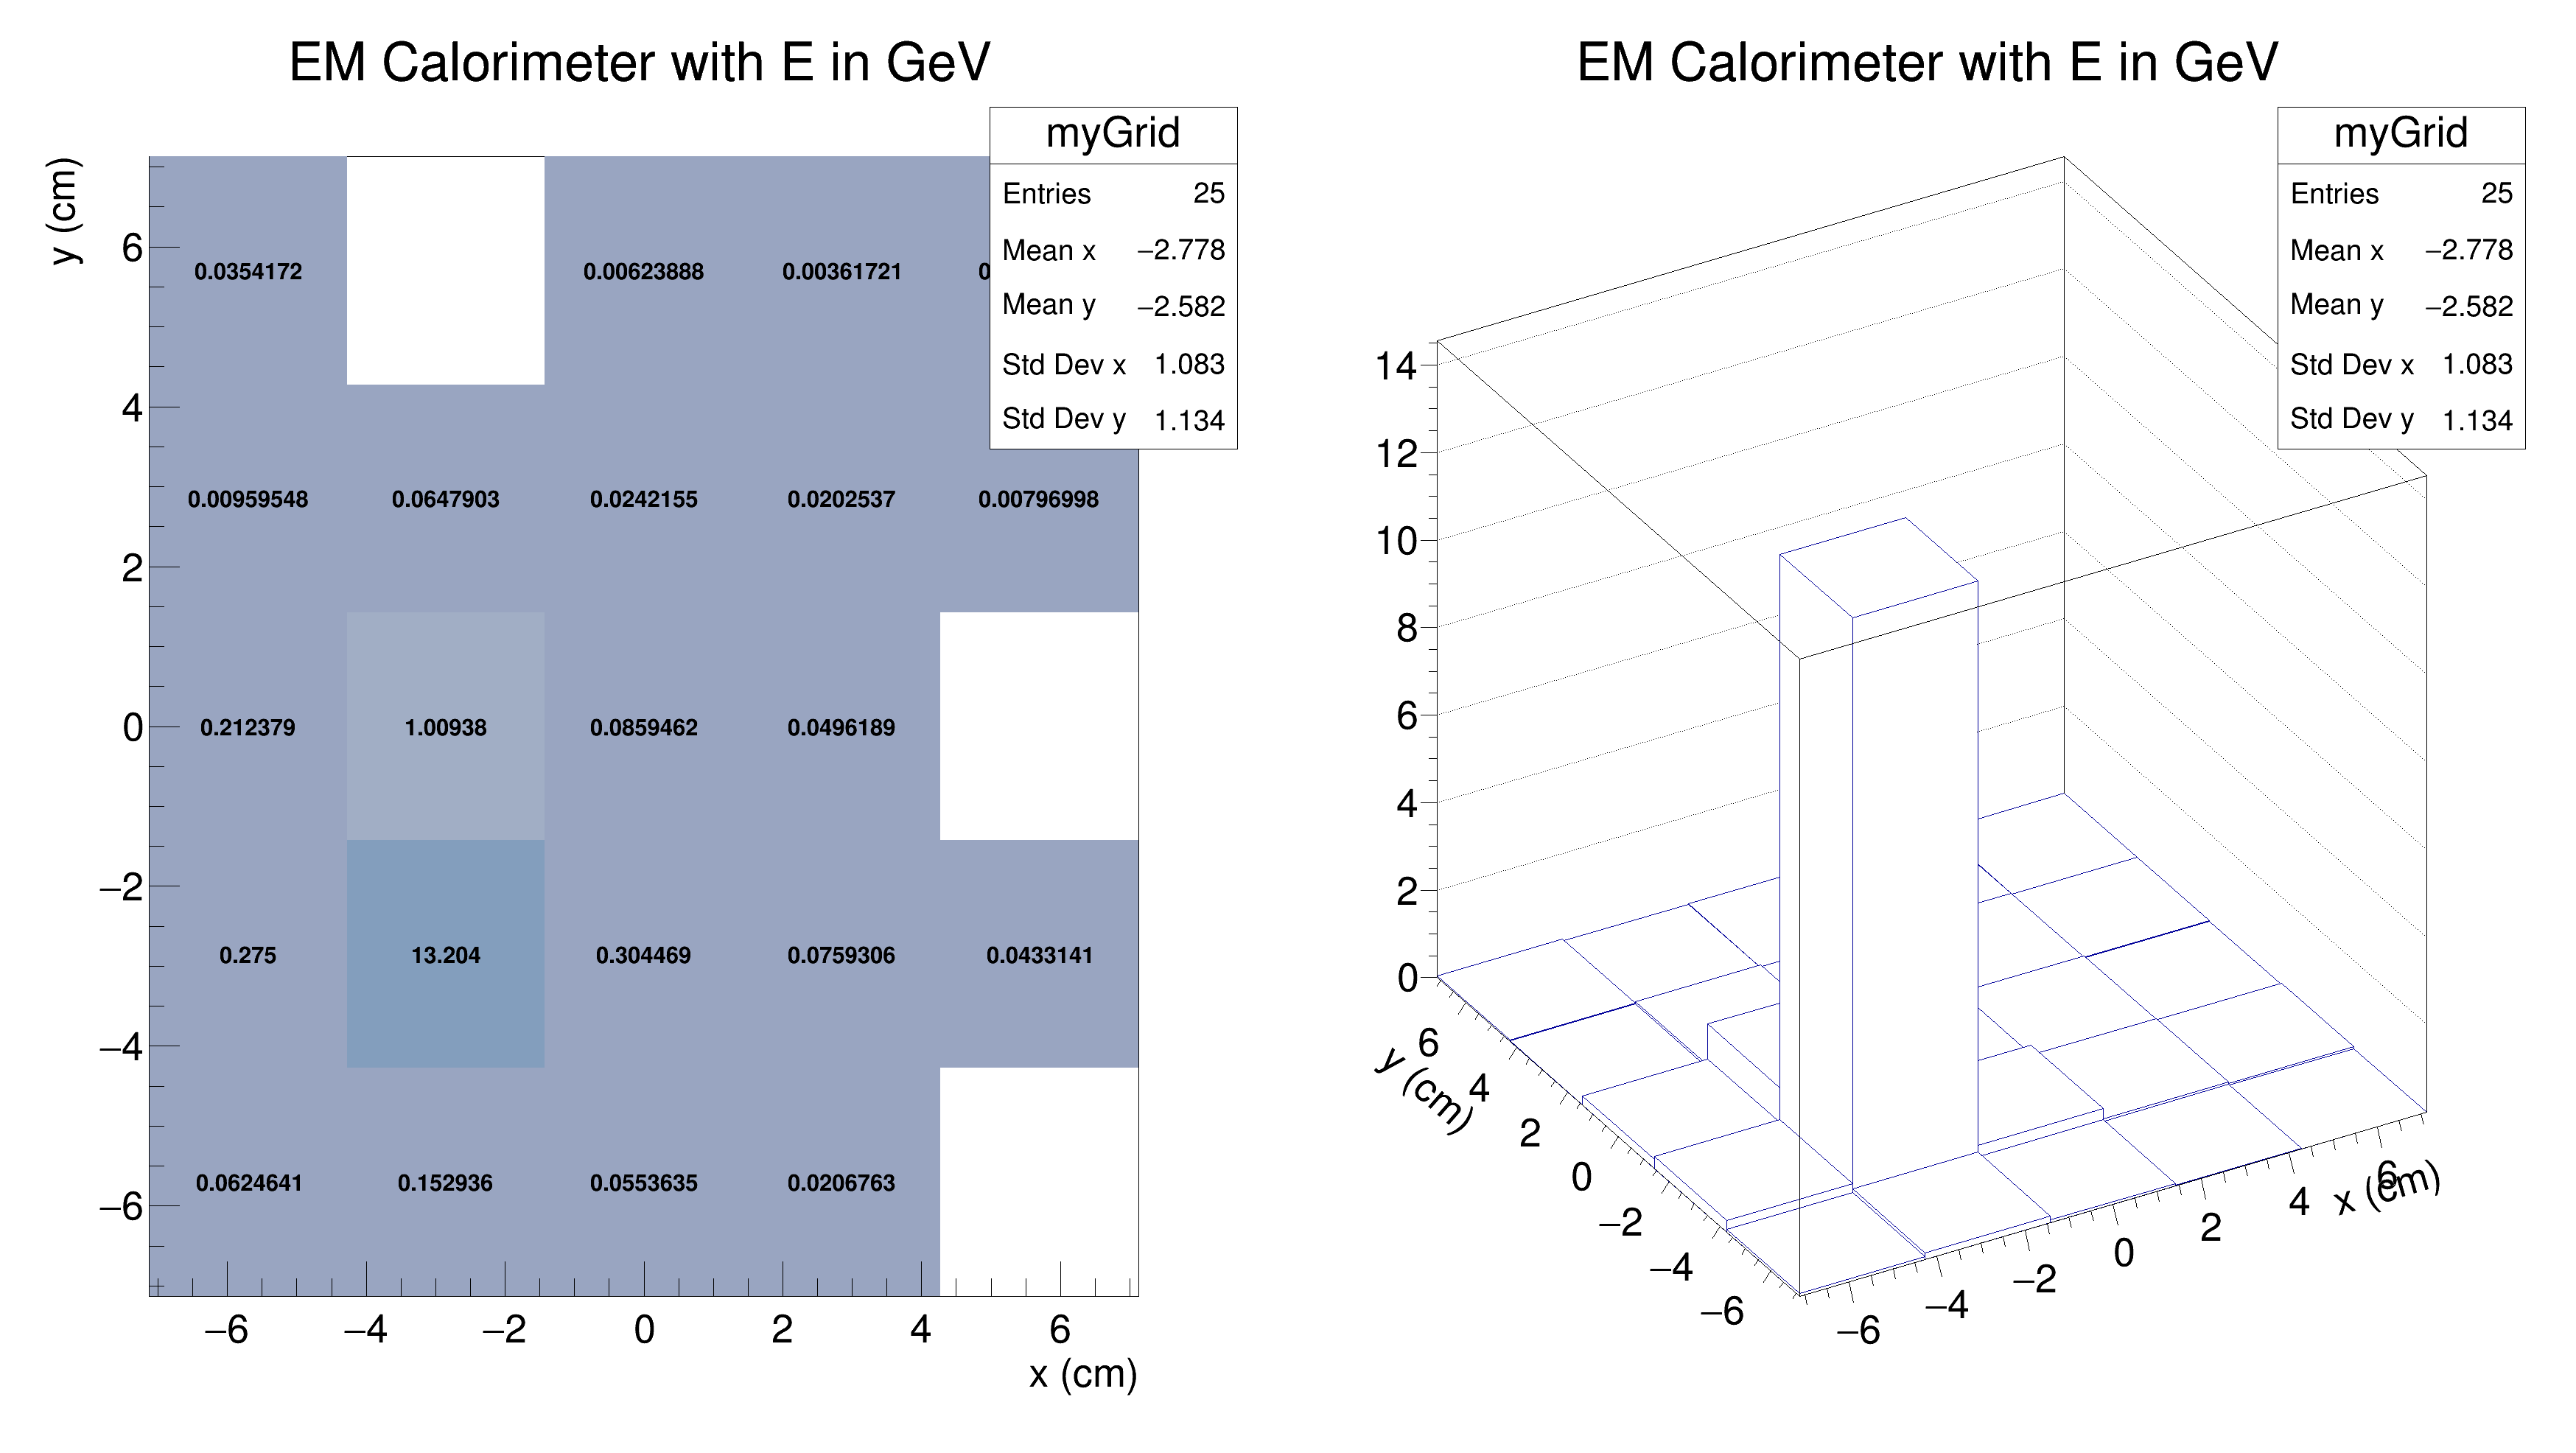 EM Calorimeter with E in GeV
myGrid
Entries 25
Mean x −2.778
Mean y −2.582
Std Dev x 1.083
Std Dev y 1.134
y (cm)
6
4
2
0
−2
−4
−6
0.0354172 0.00623888 0.00361721
0.00959548 0.0647903 0.0242155 0.0202537 0.00796998
0.212379 1.00938 0.0859462 0.0496189
0.275 13.204 0.304469 0.0759306 0.0433141
0.0624641 0.152936 0.0553635 0.0206763
−6 −4 −2 0 2 4 6
x (cm)
EM Calorimeter with E in GeV
myGrid
Entries 25
Mean x −2.778
Mean y −2.582
Std Dev x 1.083
Std Dev y 1.134
14
12
10
8
6
4
2
0
y (cm)
6
4
2
0
−2
−4
−6
−6
−4
−2
0
2
4
6
x (cm)